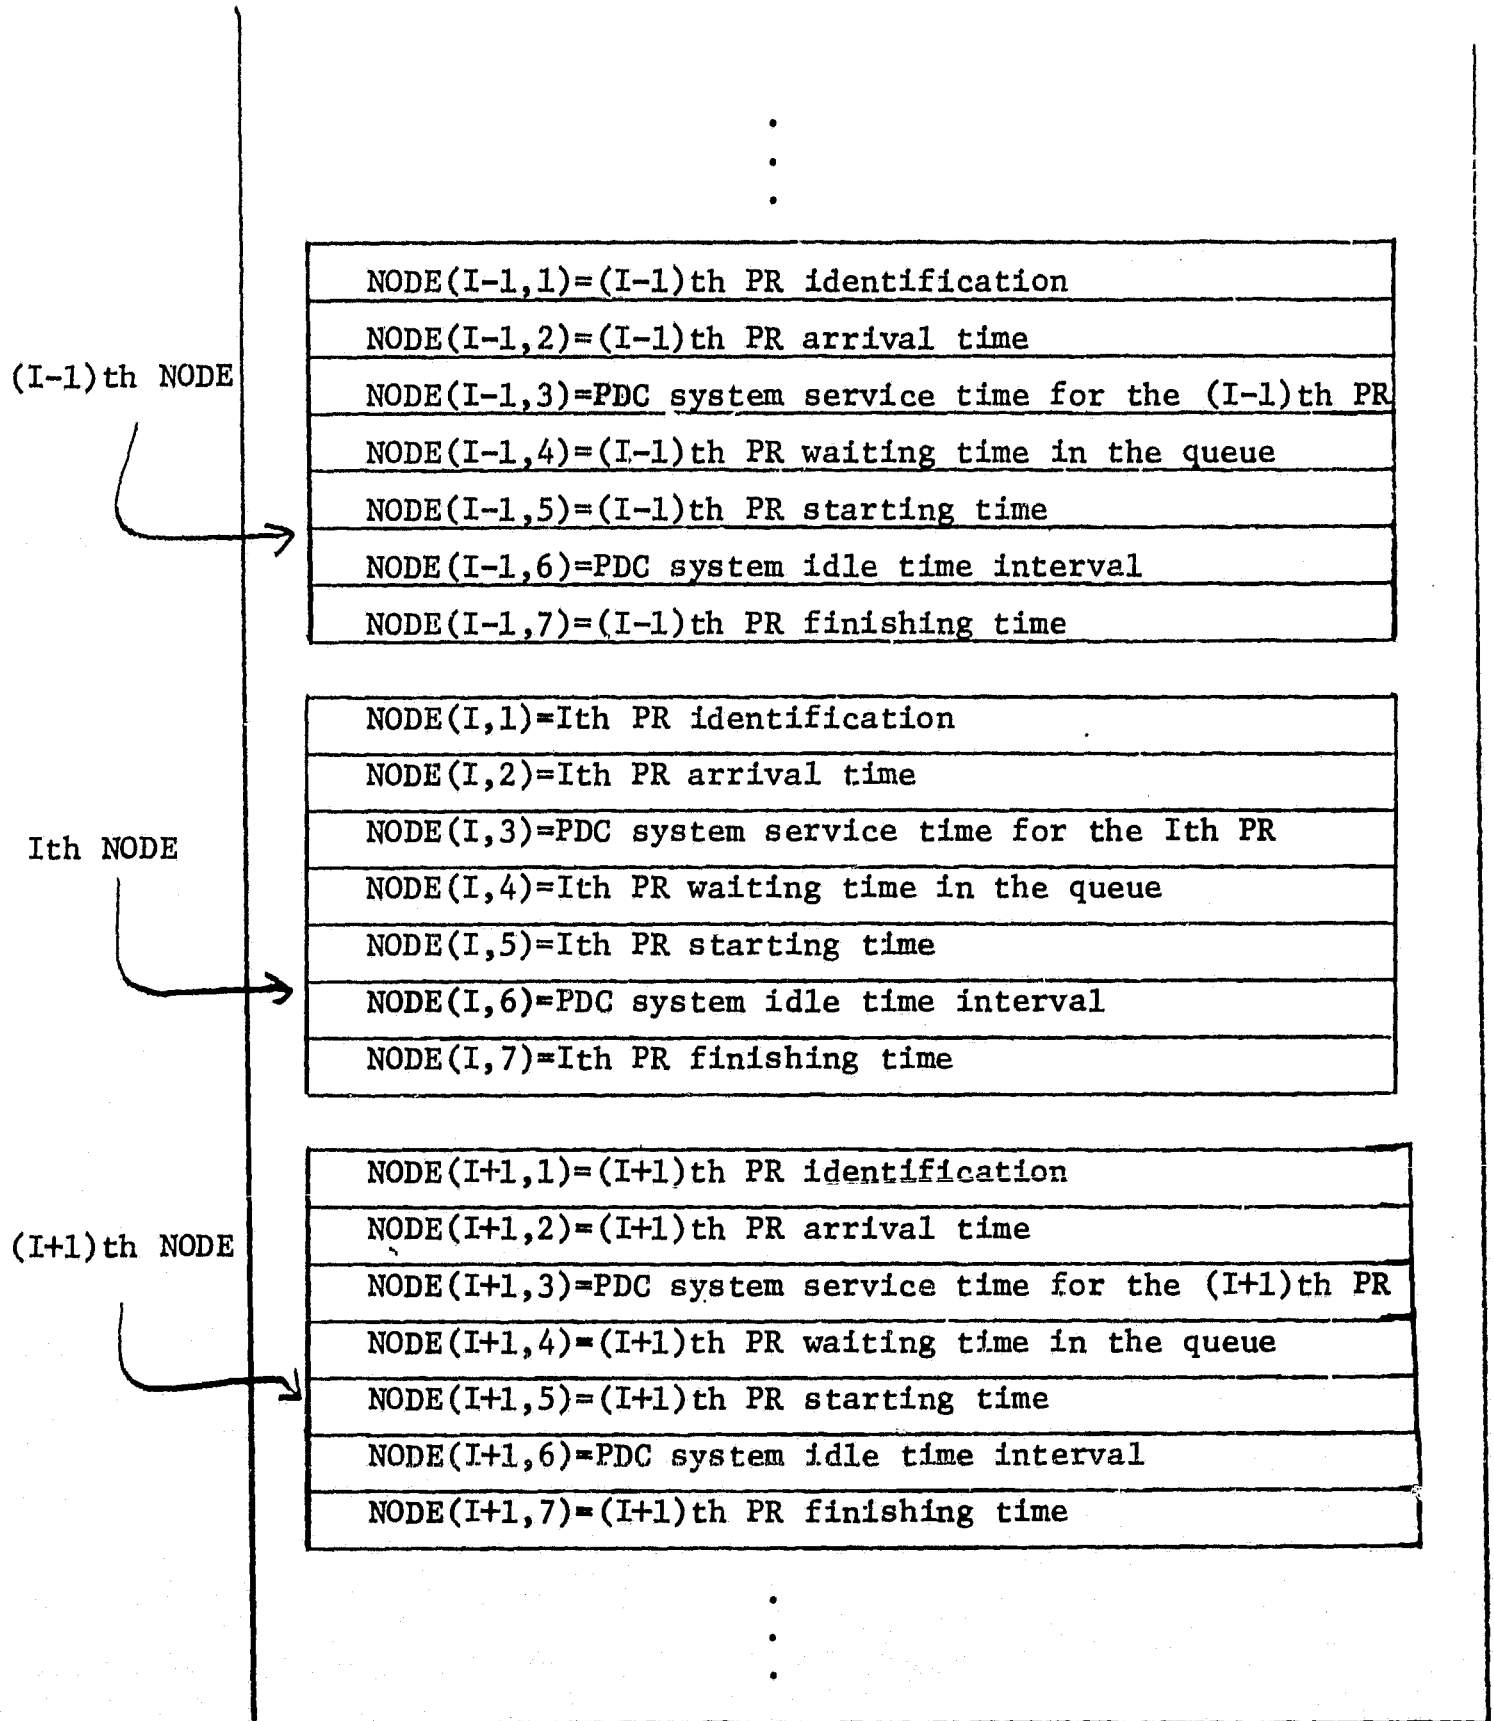 NODE(I-1,1)=(I-1)th PR identification
NODE(I-1,2)=(I-1)th PR arrival time
(I-1)th NODE
NODE(I-1,3)=PDC system service time for the (I-1)th PR
NODE(I-1,4)=(I-1)th PR waiting time in the queue
NODE(I-1,5)=(I-1)th PR starting time
NODE(I-1,6)=PDC system idle time interval
NODE(I-1,7)=(I-1)th PR finishing time
NODE(I,1)=Ith PR identification
NODE(I,2)=Ith PR arrival time
NODE(I,3)=PDC system service time for the Ith PR
Ith NODE
NODE(I,4)=Ith PR waiting time in the queue
NODE(I,5)=Ith PR starting time
NODE(I,6)=PDC system idle time interval
NODE(I,7)=Ith PR finishing time
NODE(I+1,1)=(I+1)th PR identification
NODE(I+1,2)=(I+1)th PR arrival time
(I+1)th NODE
NODE(I+1,3)=PDC system service time for the (I+1)th PR
NODE(I+1,4)=(I+1)th PR waiting time in the queue
NODE(I+1,5)=(I+1)th PR starting time
NODE(I+1,6)=PDC system idle time interval
NODE(I+1,7)=(I+1)th PR finishing time